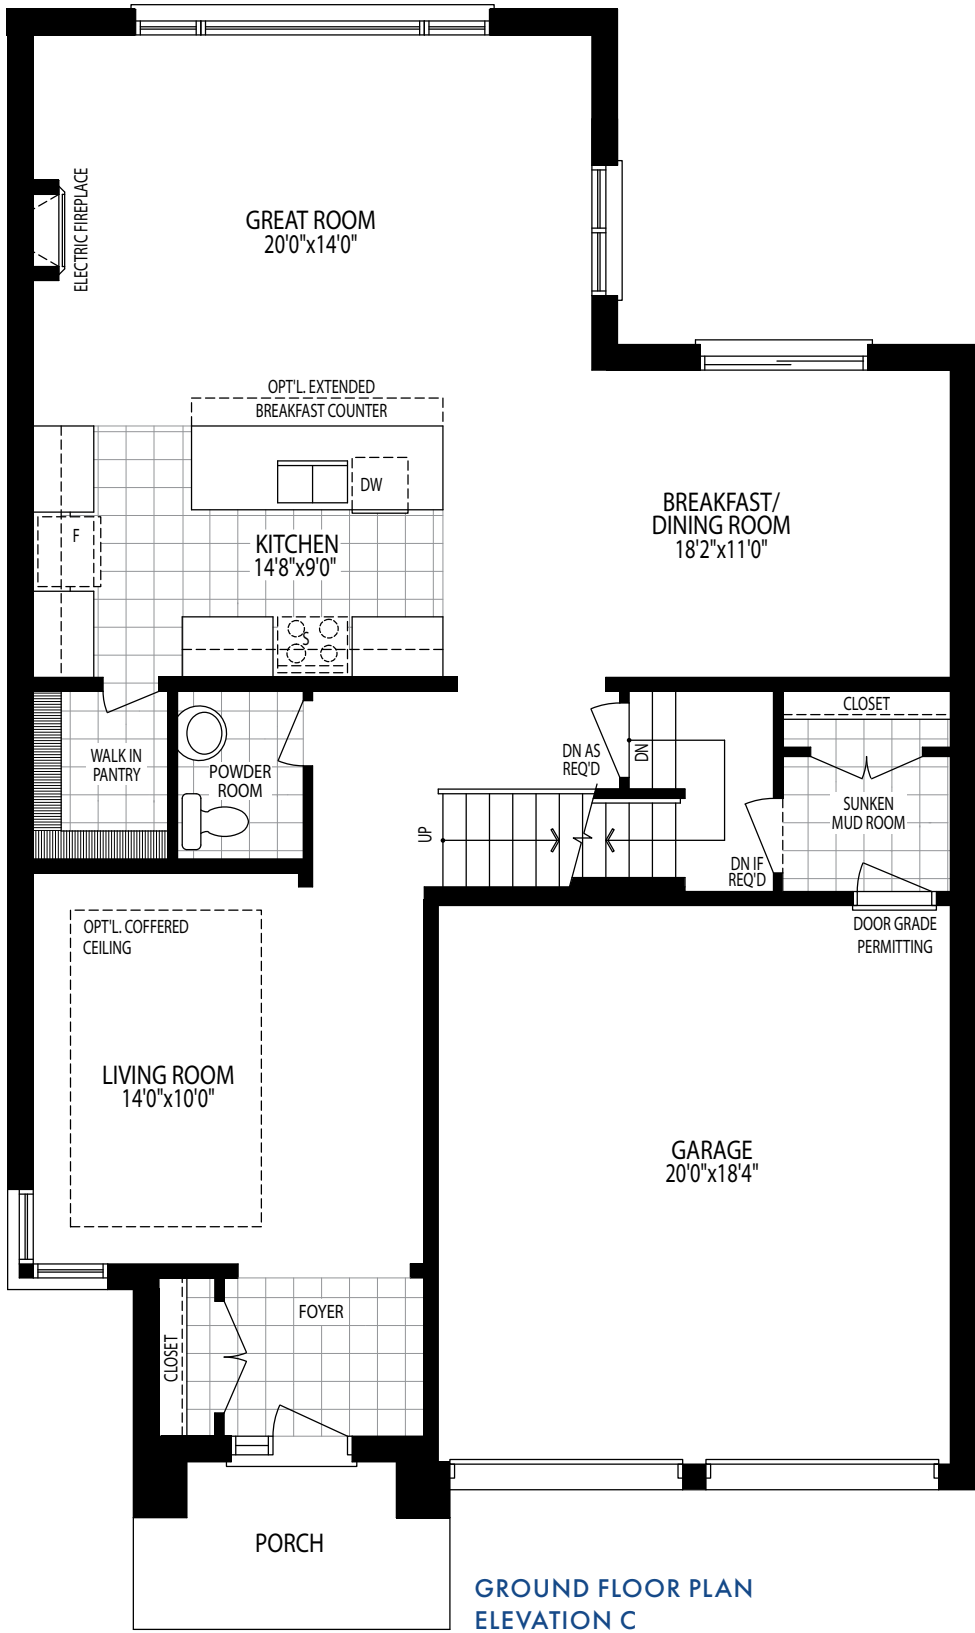 GREAT ROOM
20'0"x14'0"
ELECTRIC FIREPLACE
OPT'L. EXTENDED
BREAKFAST COUNTER
DW
F
KITCHEN
14'8"x9'0"
S
BREAKFAST/
DINING ROOM
18'2"x11'0"
WALK IN
PANTRY
POWDER
ROOM
DN AS
REQ'D
DN
UP
CLOSET
SUNKEN
MUD ROOM
DN IF
REQ'D
DOOR GRADE
PERMITTING
OPT'L. COFFERED
CEILING
LIVING ROOM
14'0"x10'0"
GARAGE
20'0"x18'4"
FOYER
CLOSET
PORCH
GROUND FLOOR PLAN
ELEVATION C